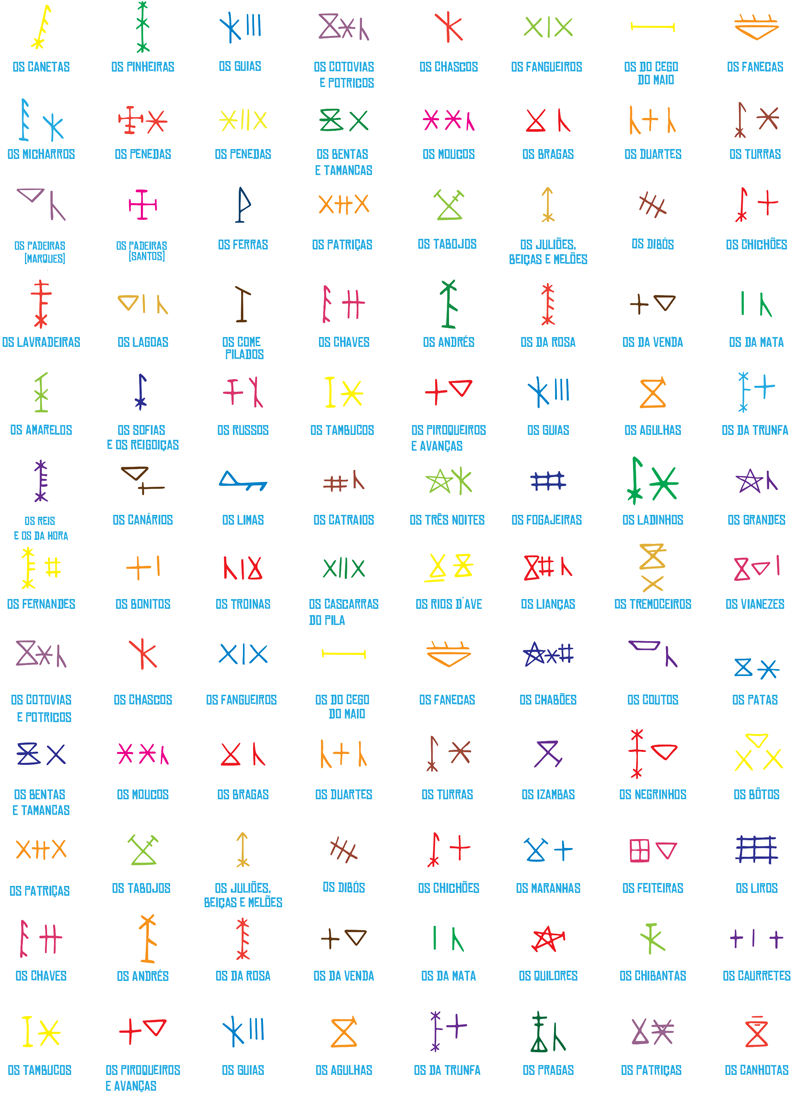 OS CANETAS
OS PINHEIRAS
OS GUIAS
OS COTOVIAS
E POTRICOS
OS CHASCOS
OS FANGUEIROS
OS DO CEGO
DO MAIO
OS FANECAS
OS MICHARROS
OS PENEDAS
OS PENEDAS
OS BENTAS
E TAMANCAS
OS MOUCOS
OS BRAGAS
OS DUARTES
OS TURRAS
OS PADEIRAS
(MARQUES)
OS PADEIRAS
(SANTOS)
OS FERRAS
OS PATRIÇAS
OS TABOJOS
OS JULIÕES,
BEIÇAS E MELÕES
OS DIBÓS
OS CHICHÕES
OS LAVRADEIRAS
OS LAGOAS
OS COME
PILADOS
OS CHAVES
OS ANDRÉS
OS DA ROSA
OS DA VENDA
OS DA MATA
OS AMARELOS
OS SOFIAS
E OS REIGOIÇAS
OS RUSSOS
OS TAMBUCOS
OS PIROQUEIROS
E AVANÇAS
OS GUIAS
OS AGULHAS
OS DA TRUNFA
OS REIS
E OS DA HORA
OS CANÁRIOS
OS LIMAS
OS CATRAIOS
OS TRÊS NOITES
OS FOGAJEIRAS
OS LADINHOS
OS GRANDES
OS FERNANDES
OS BONITOS
OS TROINAS
OS CASCARRAS
DO PILA
OS RIOS D'AVE
OS LIANÇAS
OS TREMOCEIROS
OS VIANEZES
OS COTOVIAS
E POTRICOS
OS CHASCOS
OS FANGUEIROS
OS DO CEGO
DO MAIO
OS FANECAS
OS CHABÕES
OS COUTOS
OS PATAS
OS BENTAS
E TAMANCAS
OS MOUCOS
OS BRAGAS
OS DUARTES
OS TURRAS
OS IZAMBAS
OS NEGRINHOS
OS BÔTOS
OS PATRIÇAS
OS TABOJOS
OS JULIÕES,
BEIÇAS E MELÕES
OS DIBÓS
OS CHICHÕES
OS MARANHAS
OS FEITEIRAS
OS LIROS
OS CHAVES
OS ANDRÉS
OS DA ROSA
OS DA VENDA
OS DA MATA
OS QUILORES
OS CHIBANTAS
OS CAURRETES
OS TAMBUCOS
OS PIROQUEIROS
E AVANÇAS
OS GUIAS
OS AGULHAS
OS DA TRUNFA
OS PRAGAS
OS PATRIÇAS
OS CANHOTAS